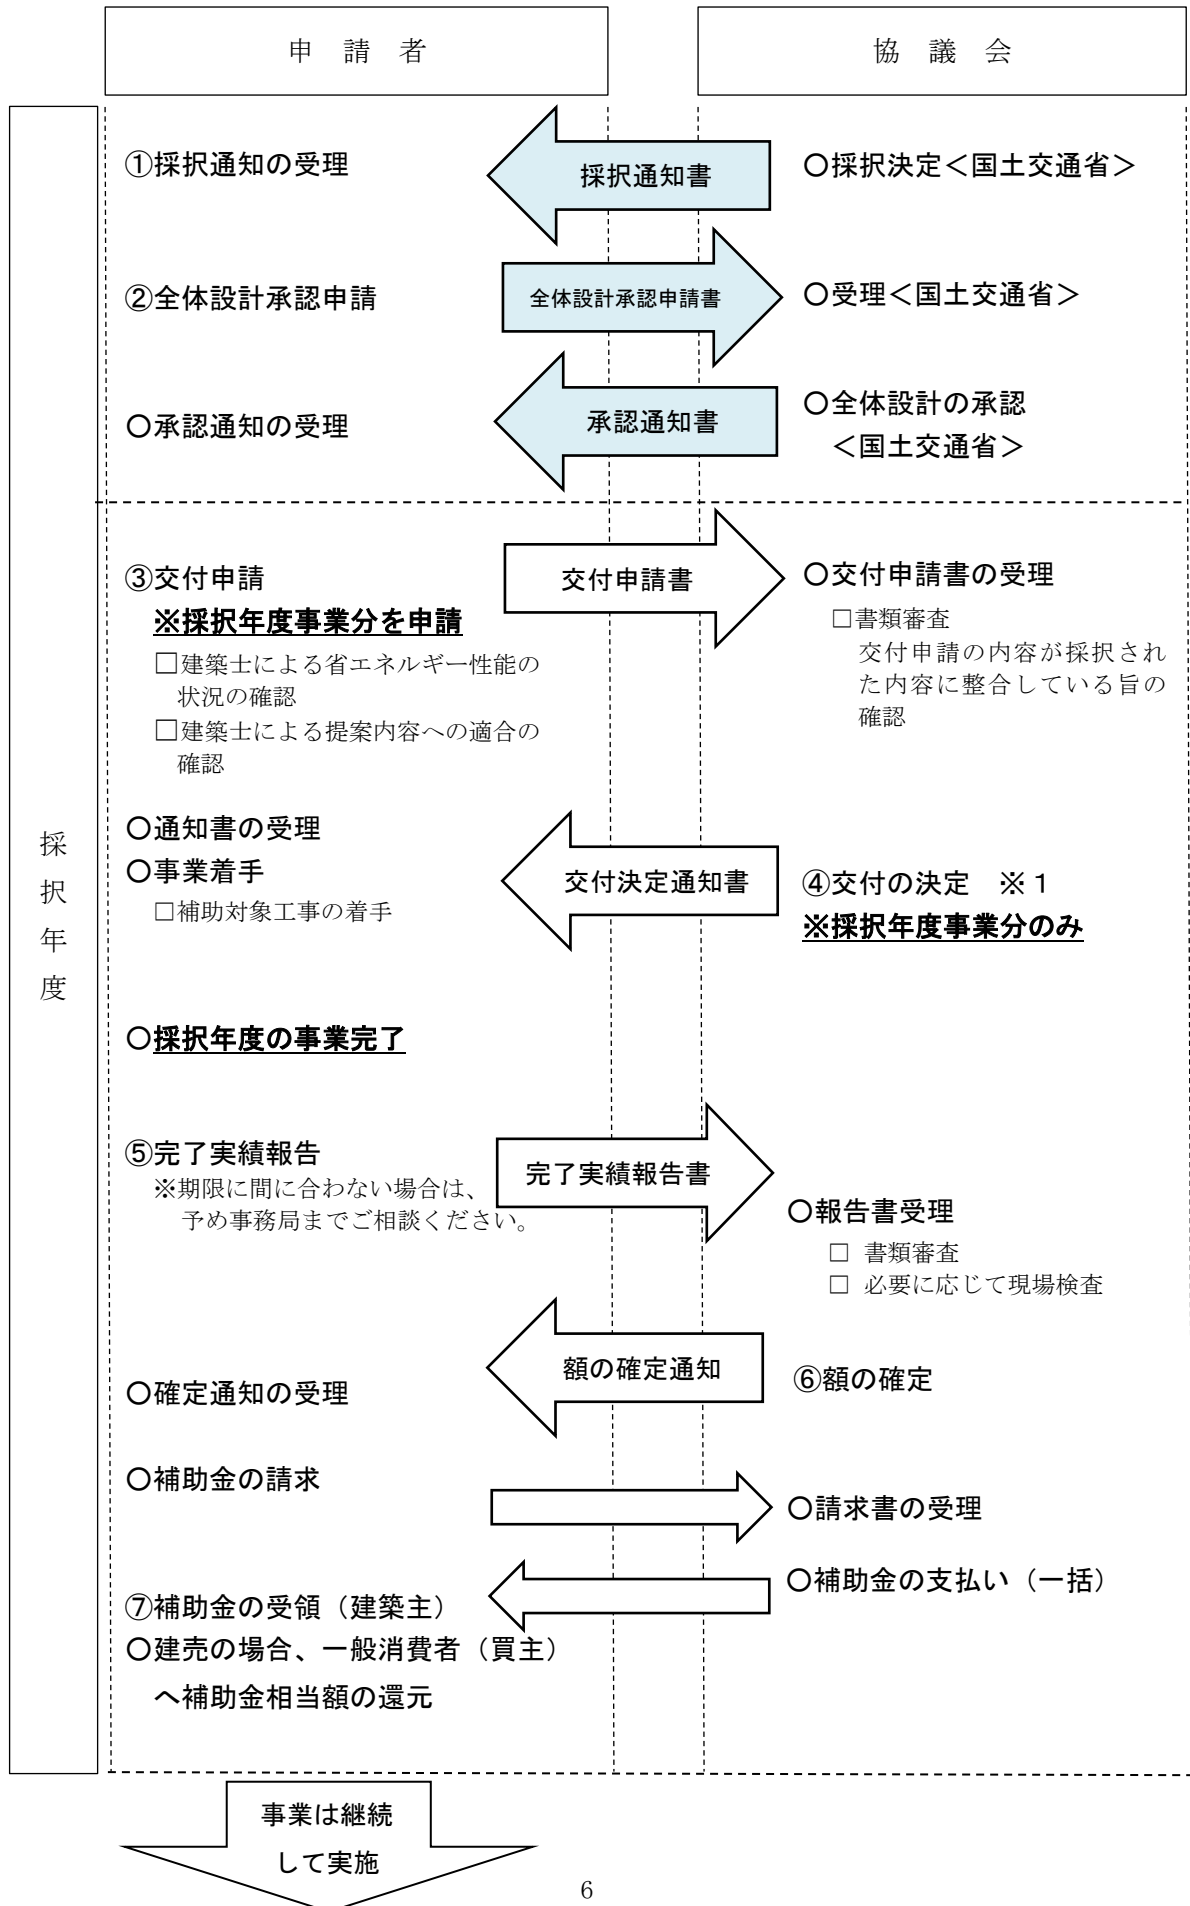 申　請　者
協　議　会
①採択通知の受理
採択通知書
〇採択決定＜国土交通省＞
②全体設計承認申請
全体設計承認申請書
〇受理＜国土交通省＞
〇承認通知の受理
承認通知書
〇全体設計の承認
＜国土交通省＞
③交付申請
※採択年度事業分を申請
□建築士による省エネルギー性能の
状況の確認
□建築士による提案内容への適合の
確認
交付申請書
〇交付申請書の受理
□書類審査
交付申請の内容が採択され
た内容に整合している旨の
確認
採
択
年
度
〇通知書の受理
〇事業着手
□補助対象工事の着手
交付決定通知書
④交付の決定　※１
※採択年度事業分のみ
〇採択年度の事業完了
⑤完了実績報告
※期限に間に合わない場合は、
予め事務局までご相談ください。
完了実績報告書
〇報告書受理
□ 書類審査
□ 必要に応じて現場検査
〇確定通知の受理
額の確定通知
⑥額の確定
〇補助金の請求
〇請求書の受理
〇補助金の支払い（一括）
⑦補助金の受領（建築主）
〇建売の場合、一般消費者（買主）
へ補助金相当額の還元
事業は継続
して実施
6